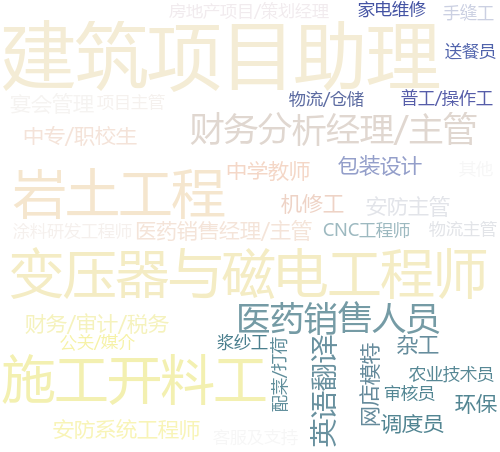 房地产项目/策划经理
家电维修
手缝工
建筑项目助理
送餐员
宴会管理
项目主管
物流/仓储
普工/操作工
中专/职校生
财务分析经理/主管
岩土工程
中学教师
包装设计
其他
机修工
安防主管
涂料研发工程师
医药销售经理/主管
CNC工程师
物流主管
变压器与磁电工程师
财务/审计/税务
医药销售人员
公关/媒介
浆纱工
配菜/打荷
英语翻译
网店模特
杂工
施工开料工
农业技术员
审核员
环保
安防系统工程师
客服及支持
调度员